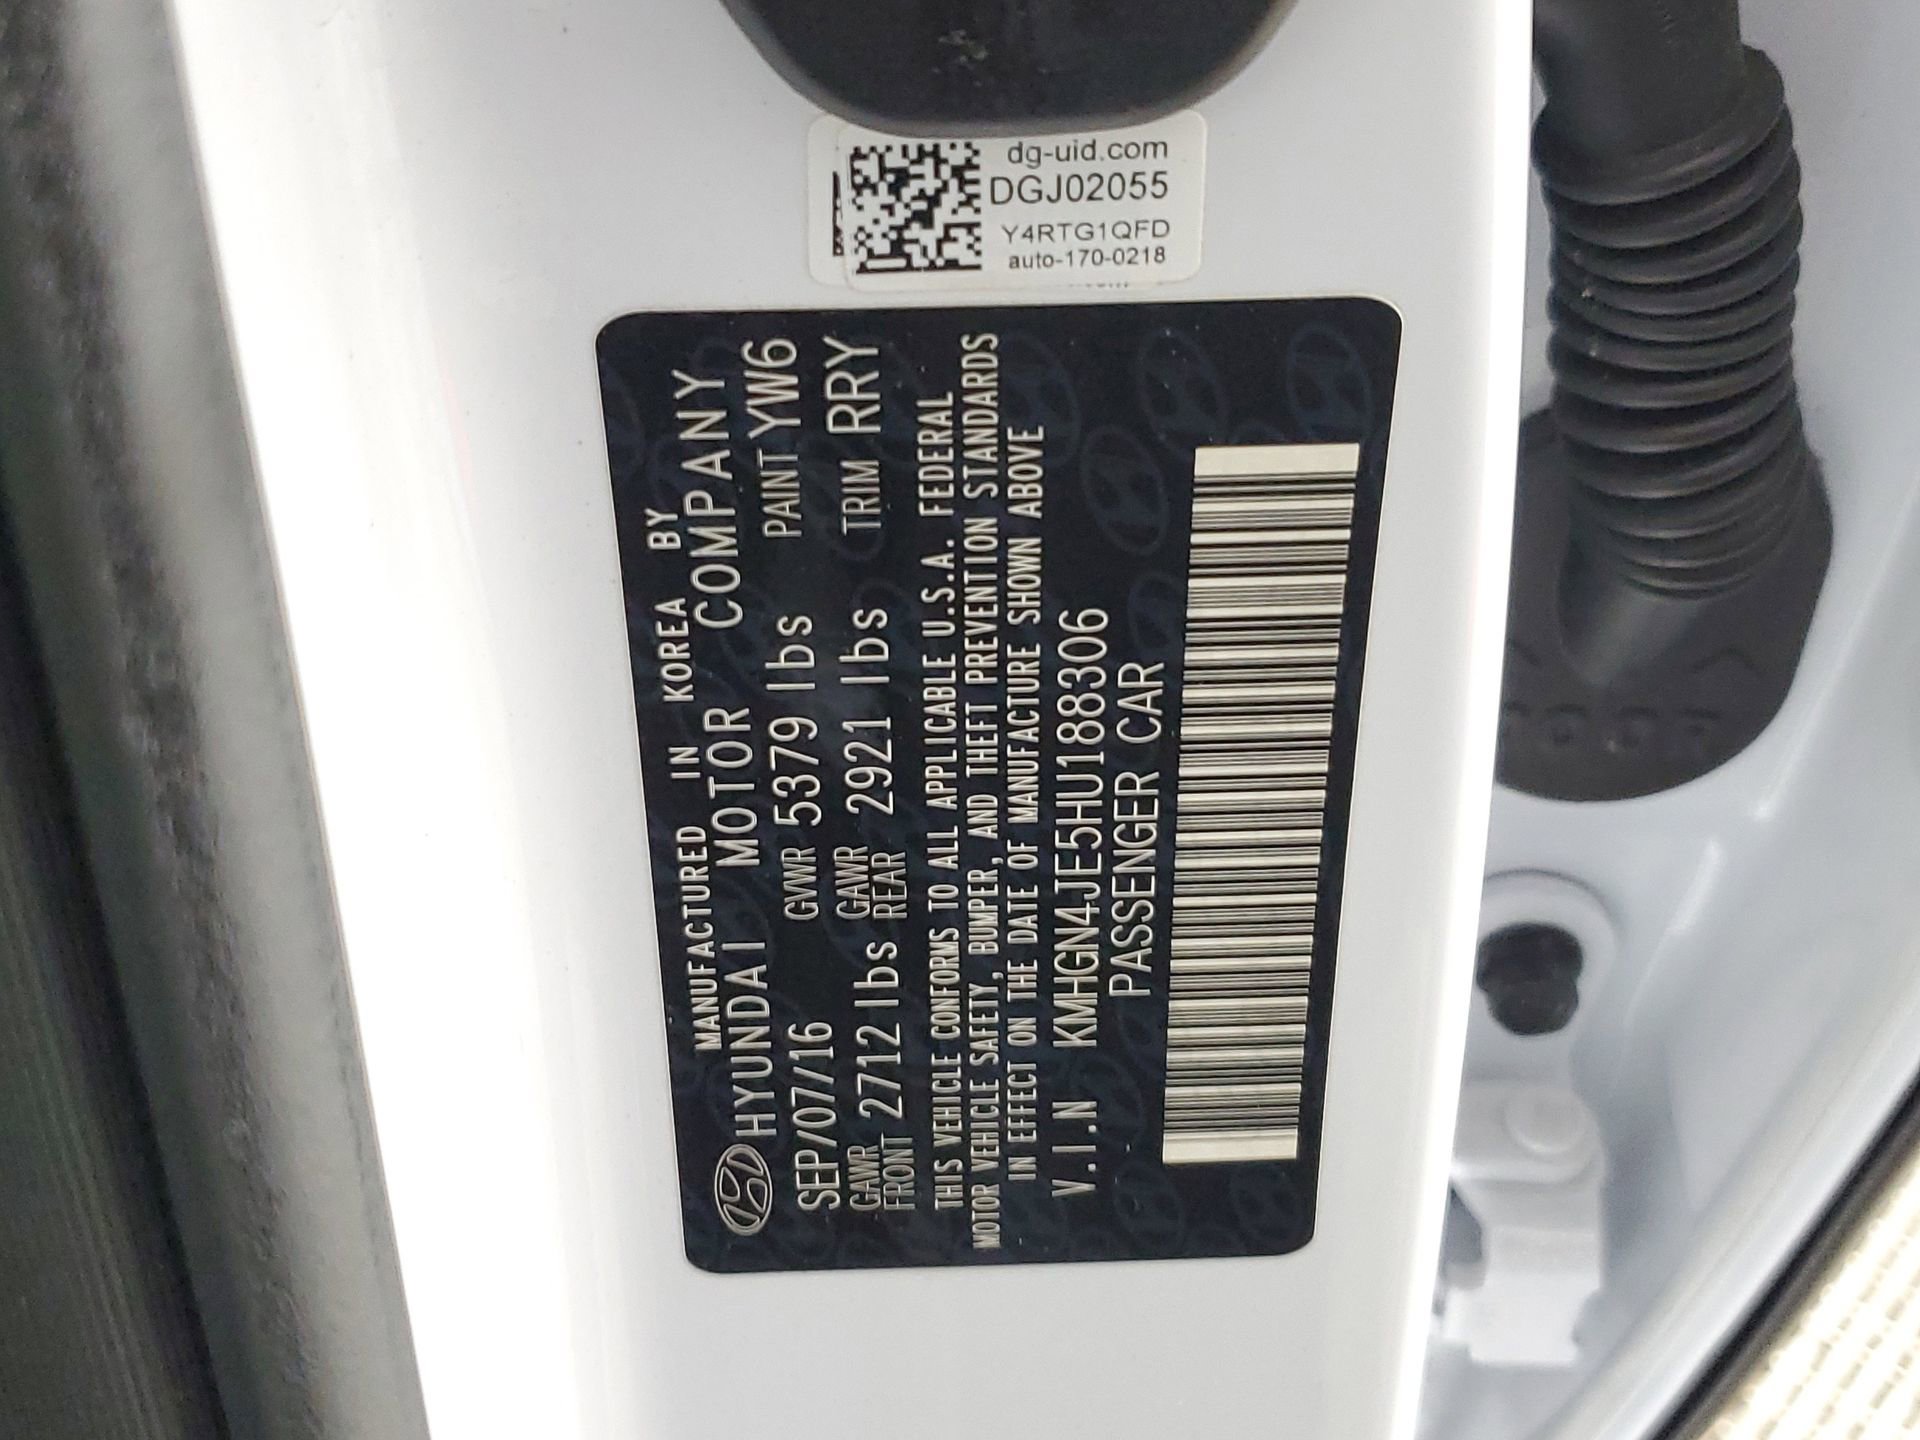 dg-uid.com
DGJ02055
Y4RTG1QFD
auto-170-0218
MANUFACTURED IN KOREA BY
HYUNDAI MOTOR COMPANY
SEP/07/16 GVWR 5379 lbs PAINT YW6
GAWR FRONT 2712 lbs GAWR REAR 2921 lbs TRIM RRY
THIS VEHICLE CONFORMS TO ALL APPLICABLE U.S.A. FEDERAL
MOTOR VEHICLE SAFETY, BUMPER, AND THEFT PREVENTION STANDARDS
IN EFFECT ON THE DATE OF MANUFACTURE SHOWN ABOVE
V.I.N KMHGN4JE5HU188306
PASSENGER CAR